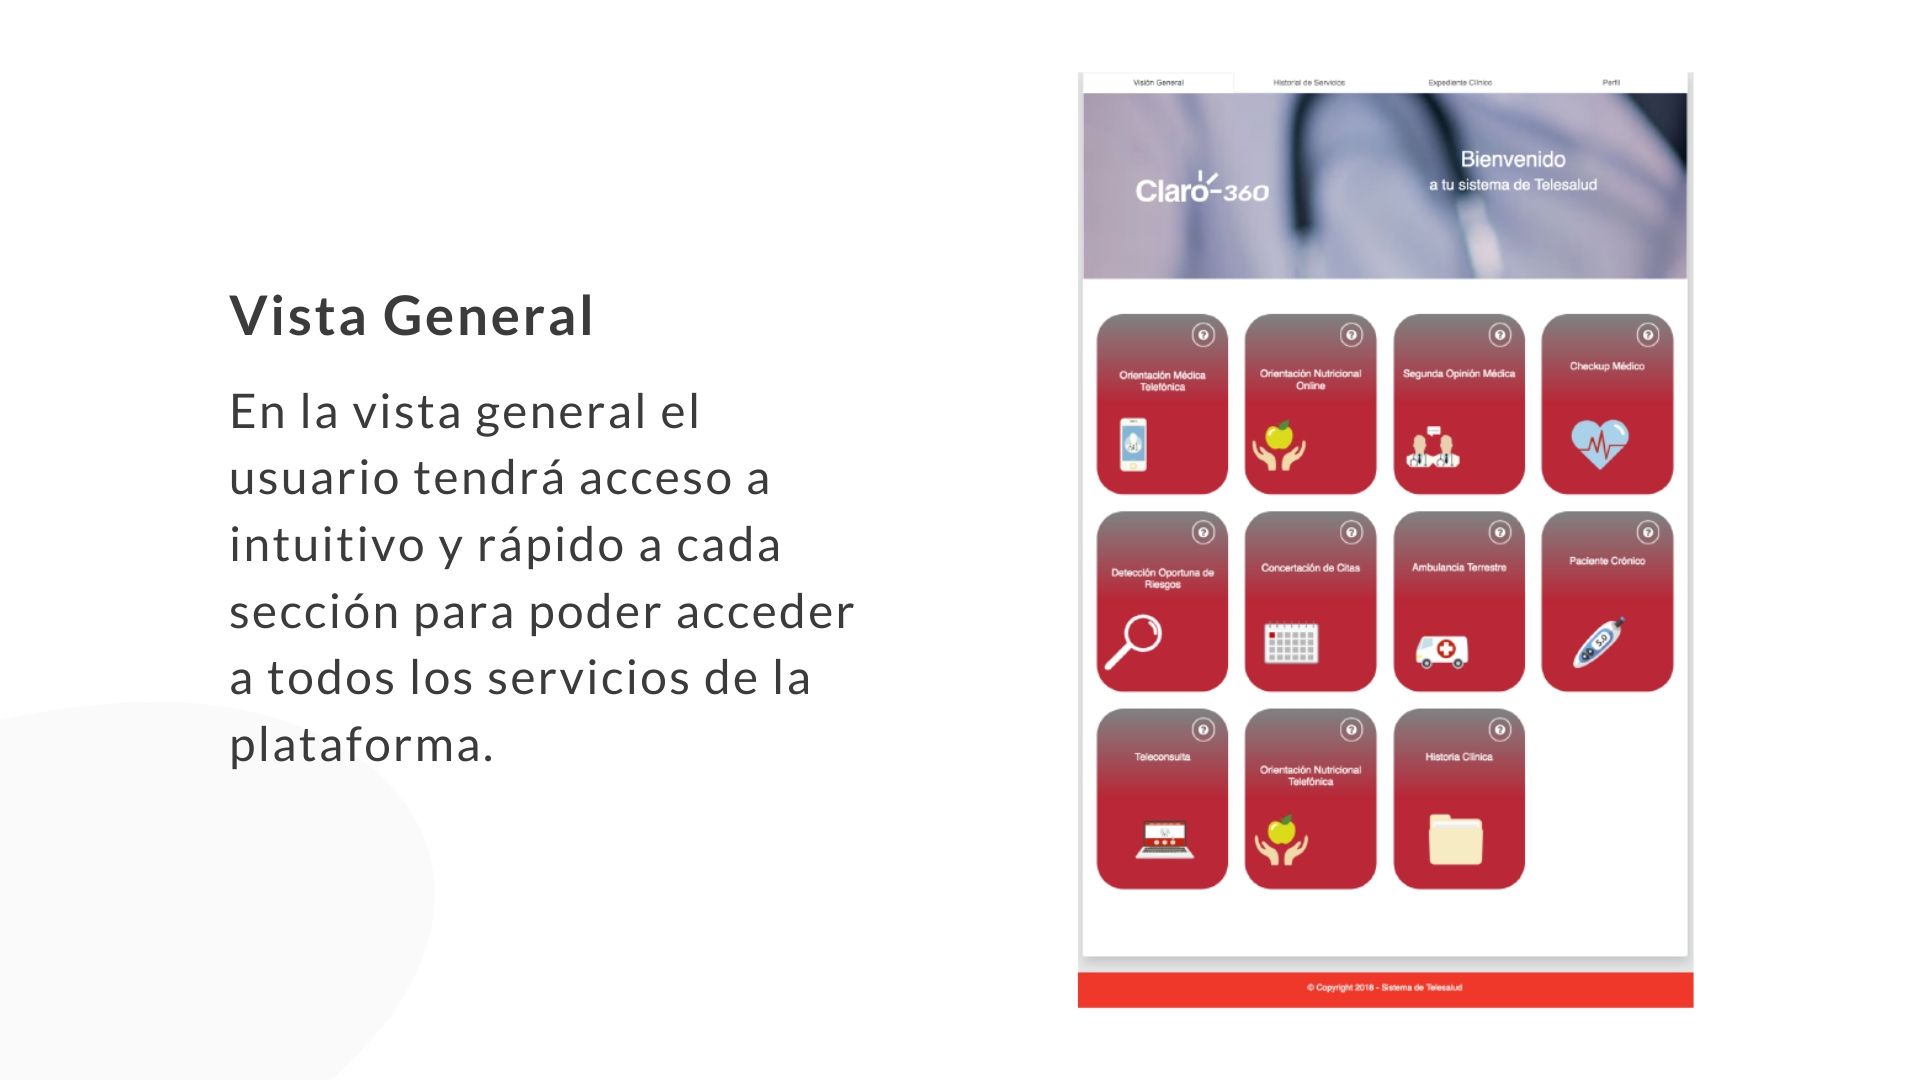 Vista General
En la vista general el
usuario tendrá acceso a
intuitivo y rápido a cada
sección para poder acceder
a todos los servicios de la
plataforma.
Visión General
Historial de Servicios
Expediente Clínico
Perfil
Claro-360
Bienvenido
a tu sistema de Telesalud
Orientación Médica
Telefónica
Orientación Nutricional
Online
Segunda Opinión Médica
Checkup Médico
Detección Oportuna de
Riesgos
Concertación de Citas
Ambulancia Terrestre
Paciente Crónico
5.0
Teleconsulta
Orientación Nutricional
Telefónica
Historia Clínica
© Copyright 2018 - Sistema de Telesalud